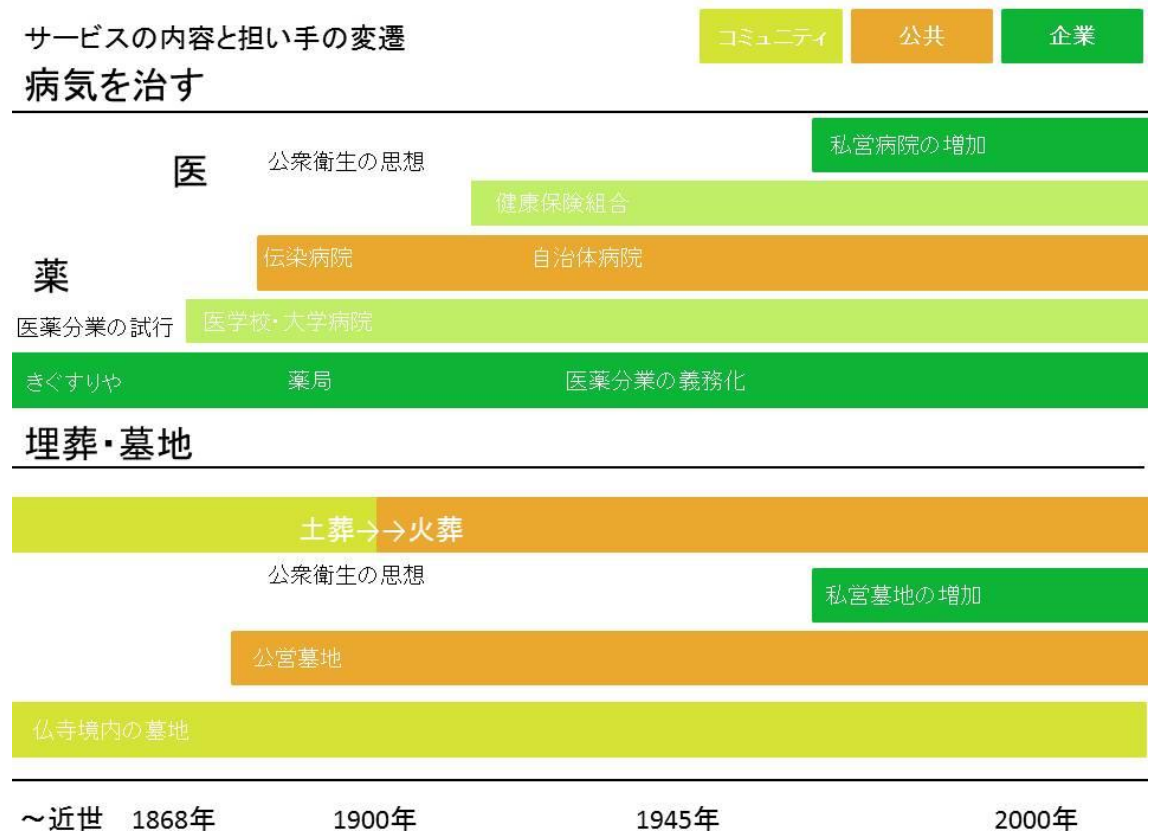 サービスの内容と担い手の変遷
コミュニティ 公共 企業
病気を治す
私営病院の増加
医 公衆衛生の思想
健康保険組合
伝染病院 自治体病院
薬
医薬分業の試行 医学校・大学病院
きぐすりや 薬局 医薬分業の義務化
埋葬・墓地
土葬→→火葬
公衆衛生の思想
私営墓地の増加
公営墓地
仏寺境内の墓地
～近世 1868年 1900年 1945年 2000年